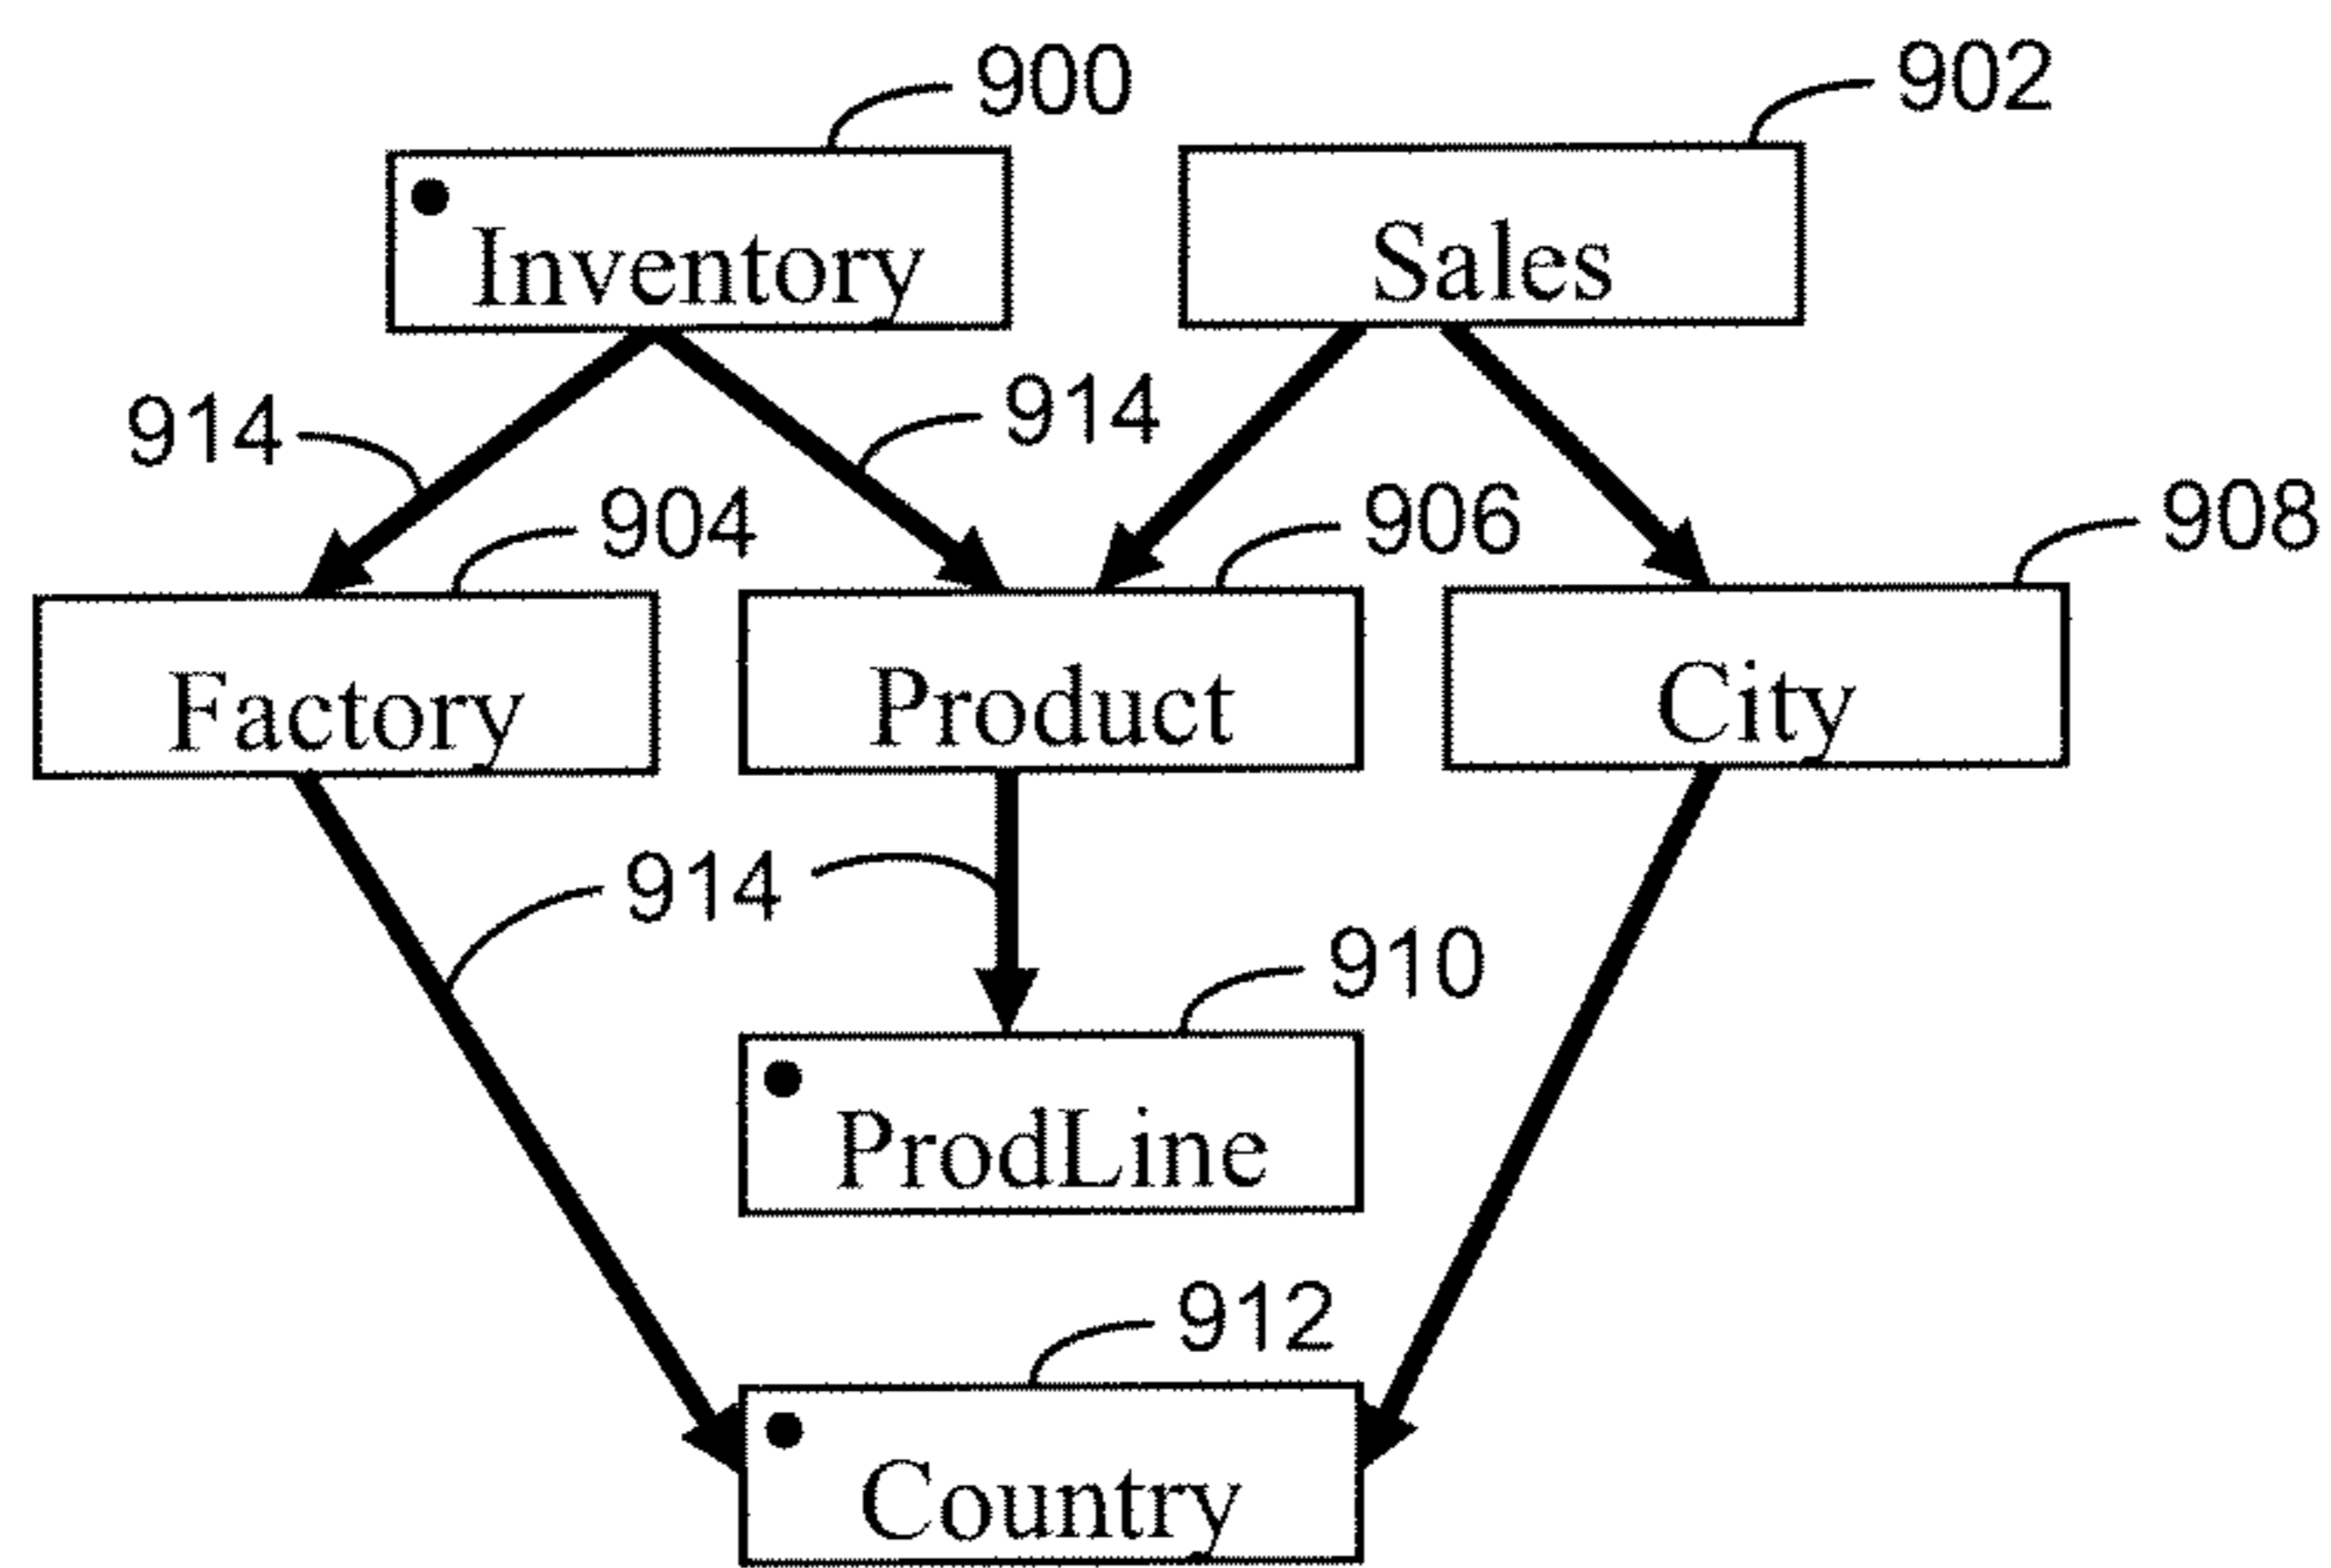 900
902
Inventory
Sales
914
914
904
906
908
Factory
Product
City
914
910
ProdLine
912
Country